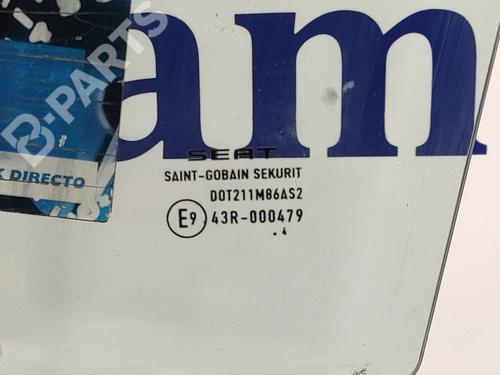 am
B-PARTS
K DIRECTO
SEAT
SAINT-GOBAIN SEKURIT
DOT211M86AS2
E9 43R-000479
.4